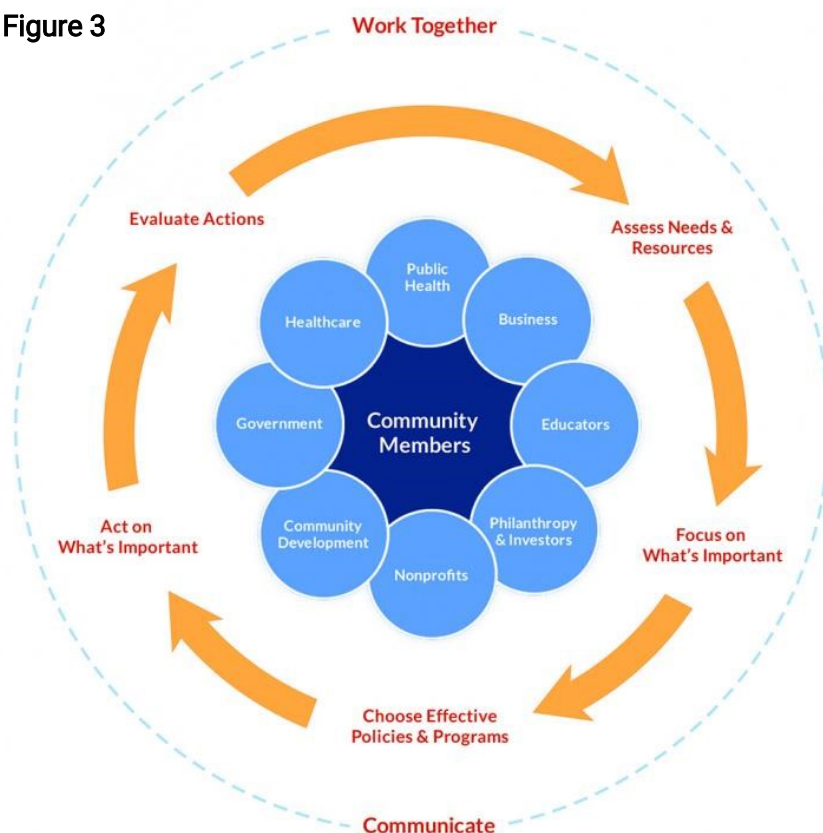 Figure 3
Work Together
Evaluate Actions
Assess Needs &
Resources
Public
Health
Healthcare
Business
Government
Community
Members
Educators
Community
Development
Philanthropy
& Investors
Nonprofits
Act on
What's Important
Focus on
What's Important
Choose Effective
Policies & Programs
Communicate